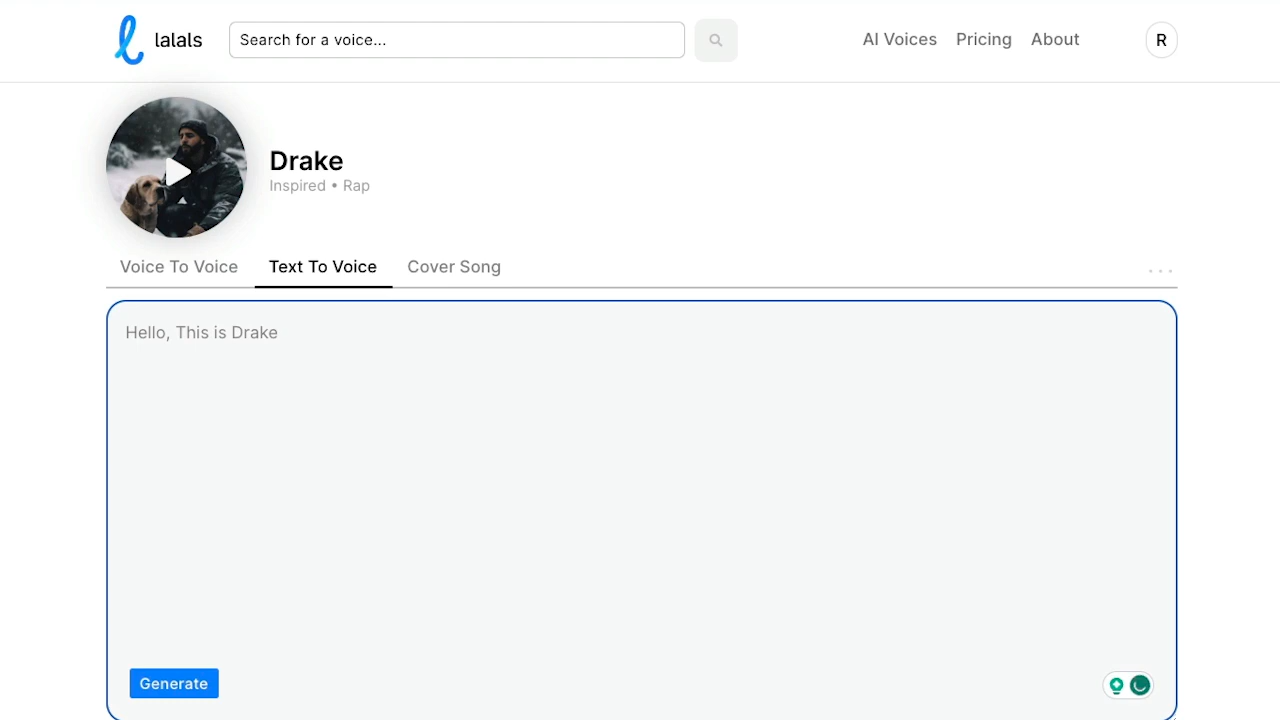 lalals
Search for a voice...
AI Voices
Pricing
About
R
Drake
Inspired • Rap
Voice To Voice
Text To Voice
Cover Song
...
Hello, This is Drake
Generate